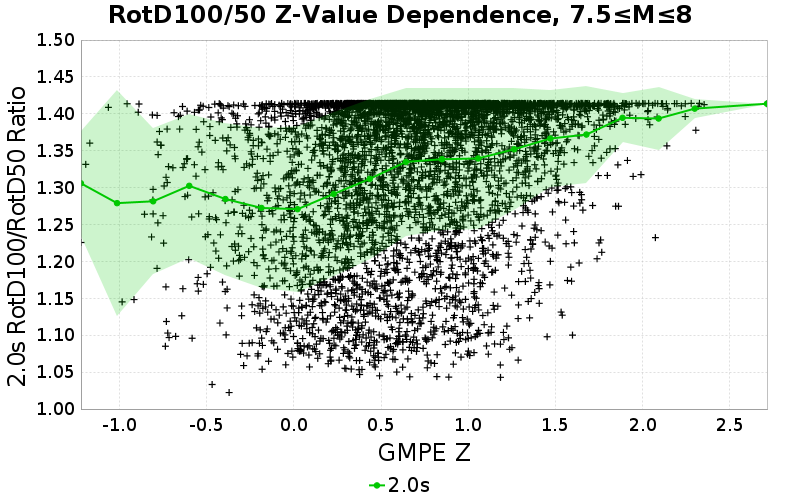 RotD100/50 Z-Value Dependence, 7.5≤M≤8
2.0s RotD100/RotD50 Ratio
1.50
1.45
1.40
1.35
1.30
1.25
1.20
1.15
1.10
1.05
1.00
-1.0 -0.5 0.0 0.5 1.0 1.5 2.0 2.5
GMPE Z
2.0s